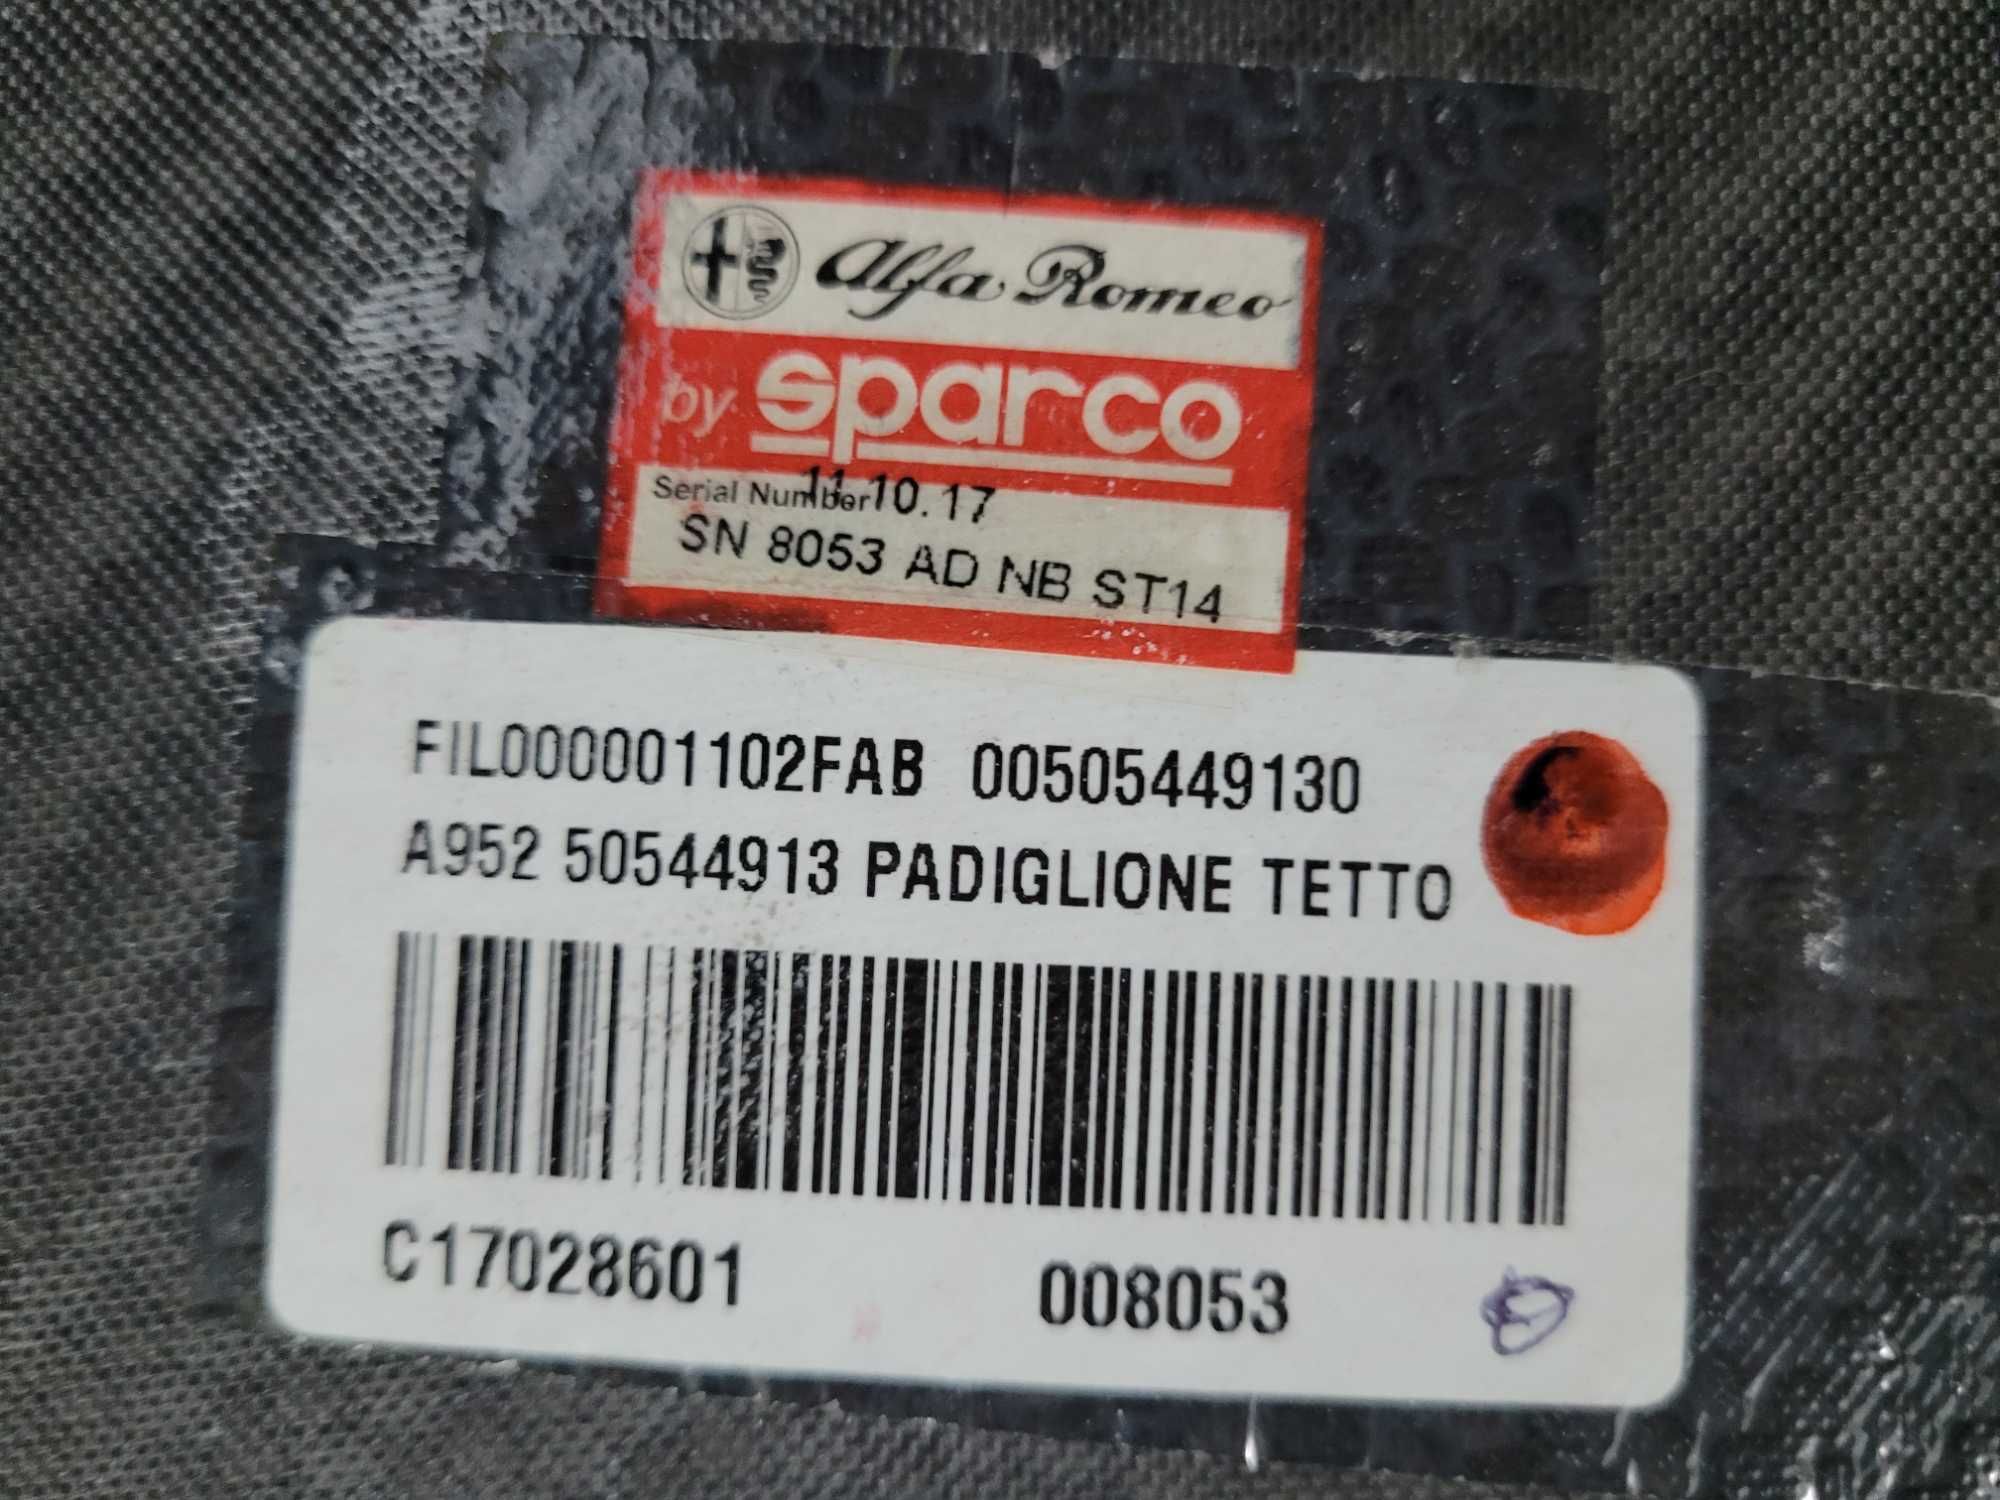 Alfa Romeo
by sparco
Serial Number 11.10.17
SN 8053 AD NB ST14
FIL000001102FAB 00505449130
A952 50544913 PADIGLIONE TETTO
C17028601 008053